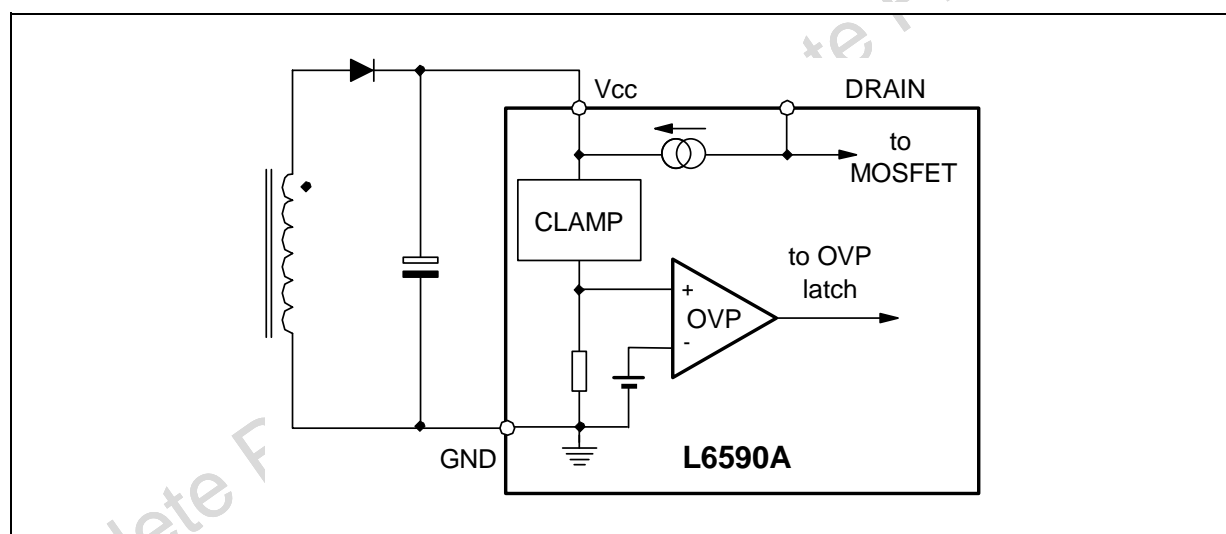 Vcc
DRAIN
to
MOSFET
CLAMP
+
OVP
-
to OVP
latch
GND
L6590A